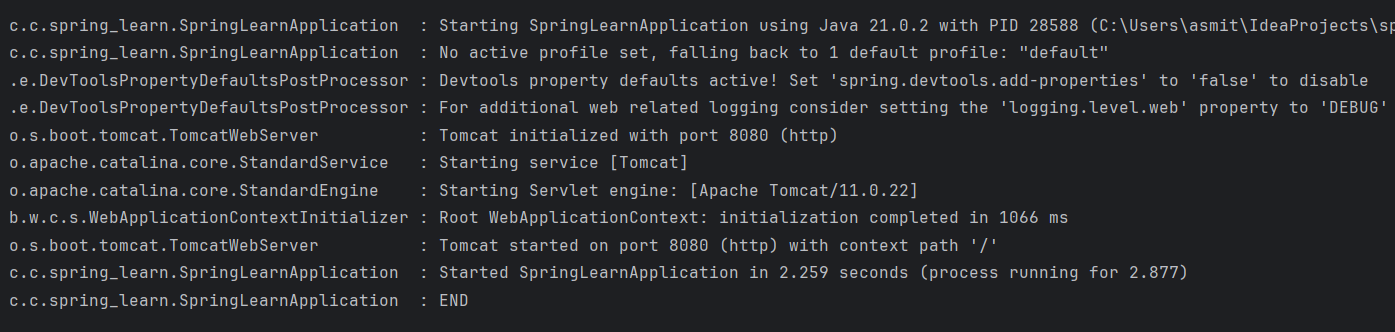 c.c.spring_learn.SpringLearnApplication : Starting SpringLearnApplication using Java 21.0.2 with PID 28588 (C:\Users\asmit\IdeaProjects\sp
c.c.spring_learn.SpringLearnApplication : No active profile set, falling back to 1 default profile: "default"
.e.DevToolsPropertyDefaultsPostProcessor : Devtools property defaults active! Set 'spring.devtools.add-properties' to 'false' to disable
.e.DevToolsPropertyDefaultsPostProcessor : For additional web related logging consider setting the 'logging.level.web' property to 'DEBUG'
o.s.boot.tomcat.TomcatWebServer : Tomcat initialized with port 8080 (http)
o.apache.catalina.core.StandardService : Starting service [Tomcat]
o.apache.catalina.core.StandardEngine : Starting Servlet engine: [Apache Tomcat/11.0.22]
b.w.c.s.WebApplicationContextInitializer : Root WebApplicationContext: initialization completed in 1066 ms
o.s.boot.tomcat.TomcatWebServer : Tomcat started on port 8080 (http) with context path '/'
c.c.spring_learn.SpringLearnApplication : Started SpringLearnApplication in 2.259 seconds (process running for 2.877)
c.c.spring_learn.SpringLearnApplication : END